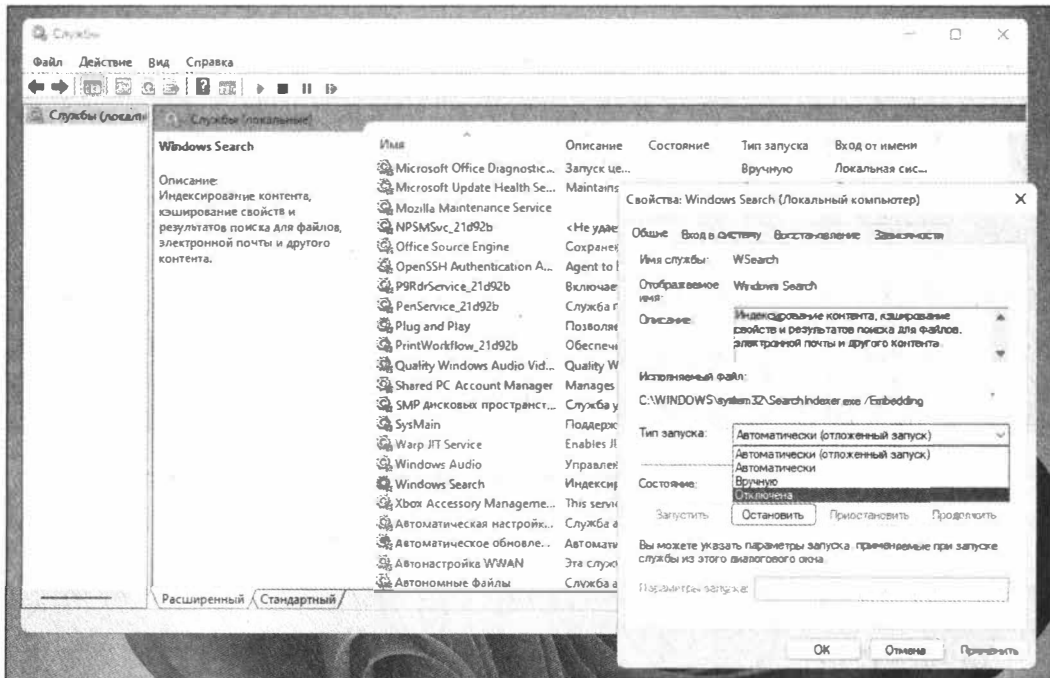 Службы
Файл Действие Вид Справка
Службы (локальн
Службы (локальные)
Windows Search
Описание:
Индексирование контента,
кэширование свойств и
результатов поиска для файлов,
электронной почты и другого
контента.
Имя Описание Состояние Тип запуска Вход от имени
Microsoft Office Diagnostic... Запуск це... Вручную Локальная сис...
Microsoft Update Health Se... Maintains
Mozilla Maintenance Service
NPSMSvc_21d92b <Не удае
Office Source Engine Сохранен
OpenSSH Authentication A... Agent to
P9RdrService_21d92b Включае
PenService_21d92b Служба
Plug and Play Позволяе
PrintWorkflow_21d92b Обеспечи
Quality Windows Audio Vid... Quality W
Shared PC Account Manager Manages
SMP дисковых пространст... Служба у
SysMain Поддерж
Warp JIT Service Enables JI
Windows Audio Управлен
Windows Search Индексир
Xbox Accessory Manageme... This servi
Автоматическая настройк... Служба а
Автоматическое обновле... Автомати
Автонастройка WWAN Эта служ
Автономные файлы Служба а
Расширенный Стандартный
Свойства: Windows Search (Локальный компьютер)
Общие Вход в систему Восстановление Зависимости
Имя службы: WSearch
Отображаемое имя: Windows Search
Описание: Индексирование контента, кэширование
свойств и результатов поиска для файлов,
электронной почты и другого контента
Исполняемый файл:
C:\WINDOWS\system32\SearchIndexer.exe /Embedding
Тип запуска: Автоматически (отложенный запуск)
Автоматически (отложенный запуск)
Автоматически
Вручную
Состояние:
Отключена
Запустить Остановить Приостановить Продолжить
Вы можете указать параметры запуска, применяемые при запуске
службы из этого диалогового окна.
Параметры запуска:
OK Отмена Применить